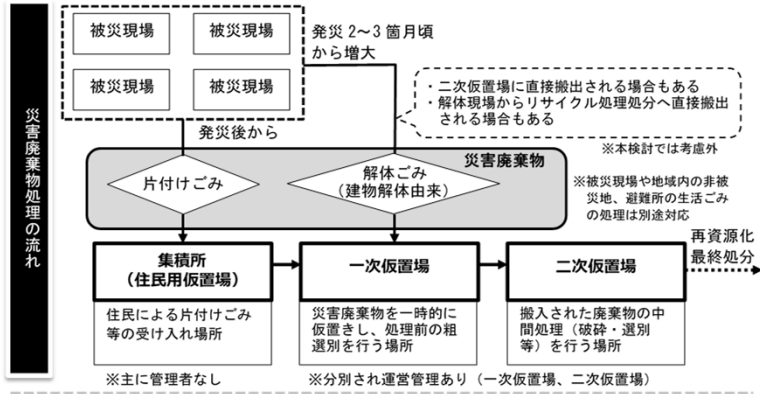 災害廃棄物処理の流れ
被災現場
被災現場
被災現場
被災現場
発災2～3箇月頃
から増大
・二次仮置場に直接搬出される場合もある
・解体現場からリサイクル処理処分へ直接搬出
される場合もある
※本検討では考慮外
発災後から
災害廃棄物
片付けごみ
解体ごみ
（建物解体由来）
※被災現場や地域内の非被
災地、避難所の生活ごみ
の処理は別途対応
集積所
（住民用仮置場）
一次仮置場
二次仮置場
再資源化
最終処分
住民による片付けごみ
等の受け入れ場所
災害廃棄物を一時的に
仮置きし、処理前の粗
選別を行う場所
搬入された廃棄物の中
間処理（破砕・選別
等）を行う場所
※主に管理者なし
※分別され運営管理あり（一次仮置場、二次仮置場）